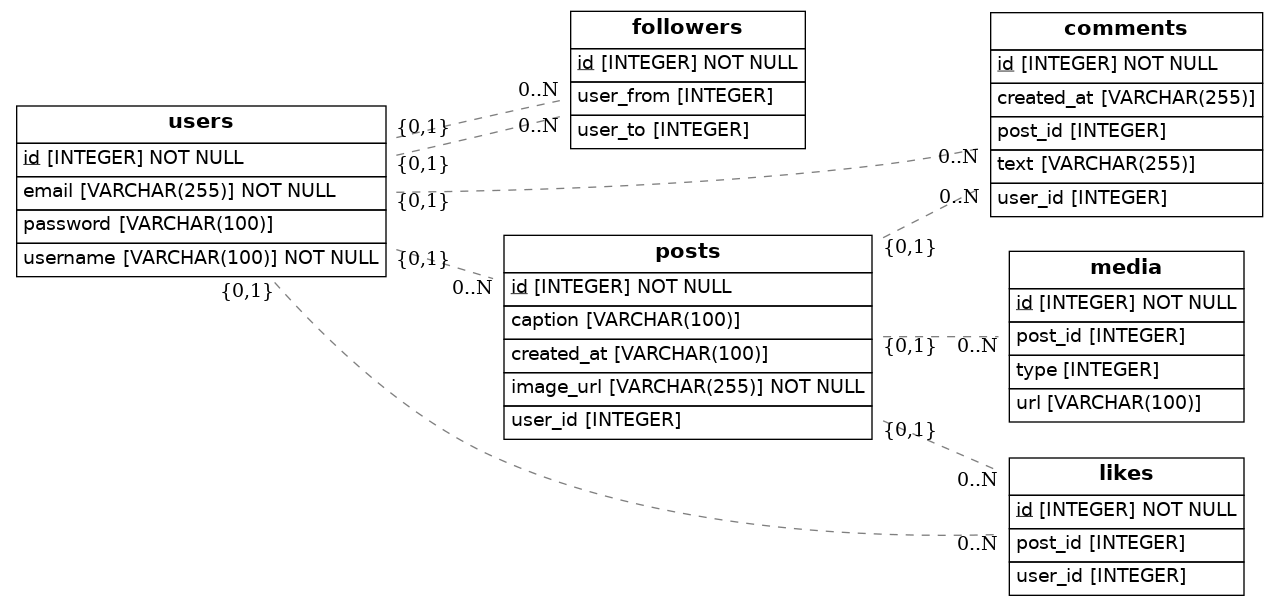 users
id [INTEGER] NOT NULL
email [VARCHAR(255)] NOT NULL
password [VARCHAR(100)]
username [VARCHAR(100)] NOT NULL
{0,1}
{0,1}
{0,1}
{0,1}
{0,1}
0..N
0..N
followers
id [INTEGER] NOT NULL
user_from [INTEGER]
user_to [INTEGER]
0..N
posts
id [INTEGER] NOT NULL
caption [VARCHAR(100)]
created_at [VARCHAR(100)]
image_url [VARCHAR(255)] NOT NULL
user_id [INTEGER]
{0,1}
{0,1}
{0,1}
0..N
0..N
comments
id [INTEGER] NOT NULL
created_at [VARCHAR(255)]
post_id [INTEGER]
text [VARCHAR(255)]
user_id [INTEGER]
0..N
media
id [INTEGER] NOT NULL
post_id [INTEGER]
type [INTEGER]
url [VARCHAR(100)]
0..N
0..N
likes
id [INTEGER] NOT NULL
post_id [INTEGER]
user_id [INTEGER]